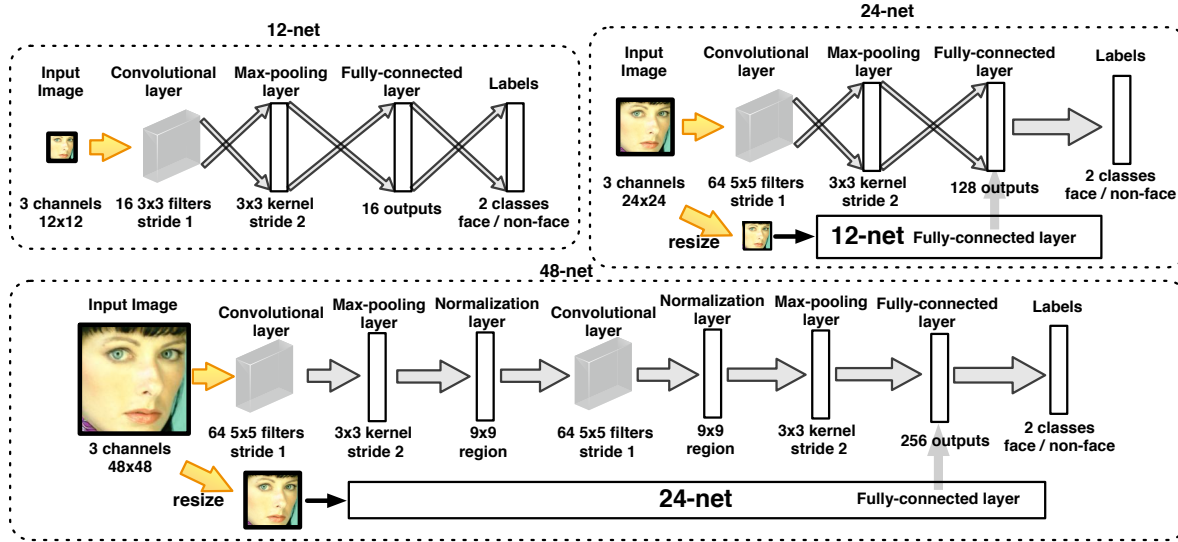 12-net
Input Image
Convolutional layer
Max-pooling layer
Fully-connected layer
Labels
3 channels 12x12
16 3x3 filters stride 1
3x3 kernel stride 2
16 outputs
2 classes face / non-face
24-net
Input Image
Convolutional layer
Max-pooling layer
Fully-connected layer
Labels
3 channels 24x24
64 5x5 filters stride 1
3x3 kernel stride 2
128 outputs
2 classes face / non-face
resize
12-net Fully-connected layer
48-net
Input Image
Convolutional layer
Max-pooling layer
Normalization layer
Convolutional layer
Normalization layer
Max-pooling layer
Fully-connected layer
Labels
3 channels 48x48
64 5x5 filters stride 1
3x3 kernel stride 2
9x9 region
64 5x5 filters stride 1
9x9 region
3x3 kernel stride 2
256 outputs
2 classes face / non-face
resize
24-net Fully-connected layer